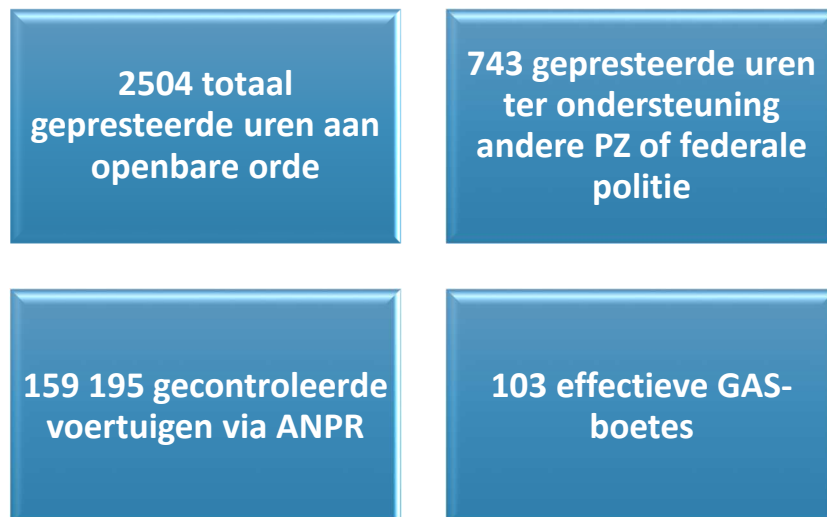 2504 totaal
gepresteerde uren aan
openbare orde
743 gepresteerde uren
ter ondersteuning
andere PZ of federale
politie
159 195 gecontroleerde
voertuigen via ANPR
103 effectieve GAS-
boetes